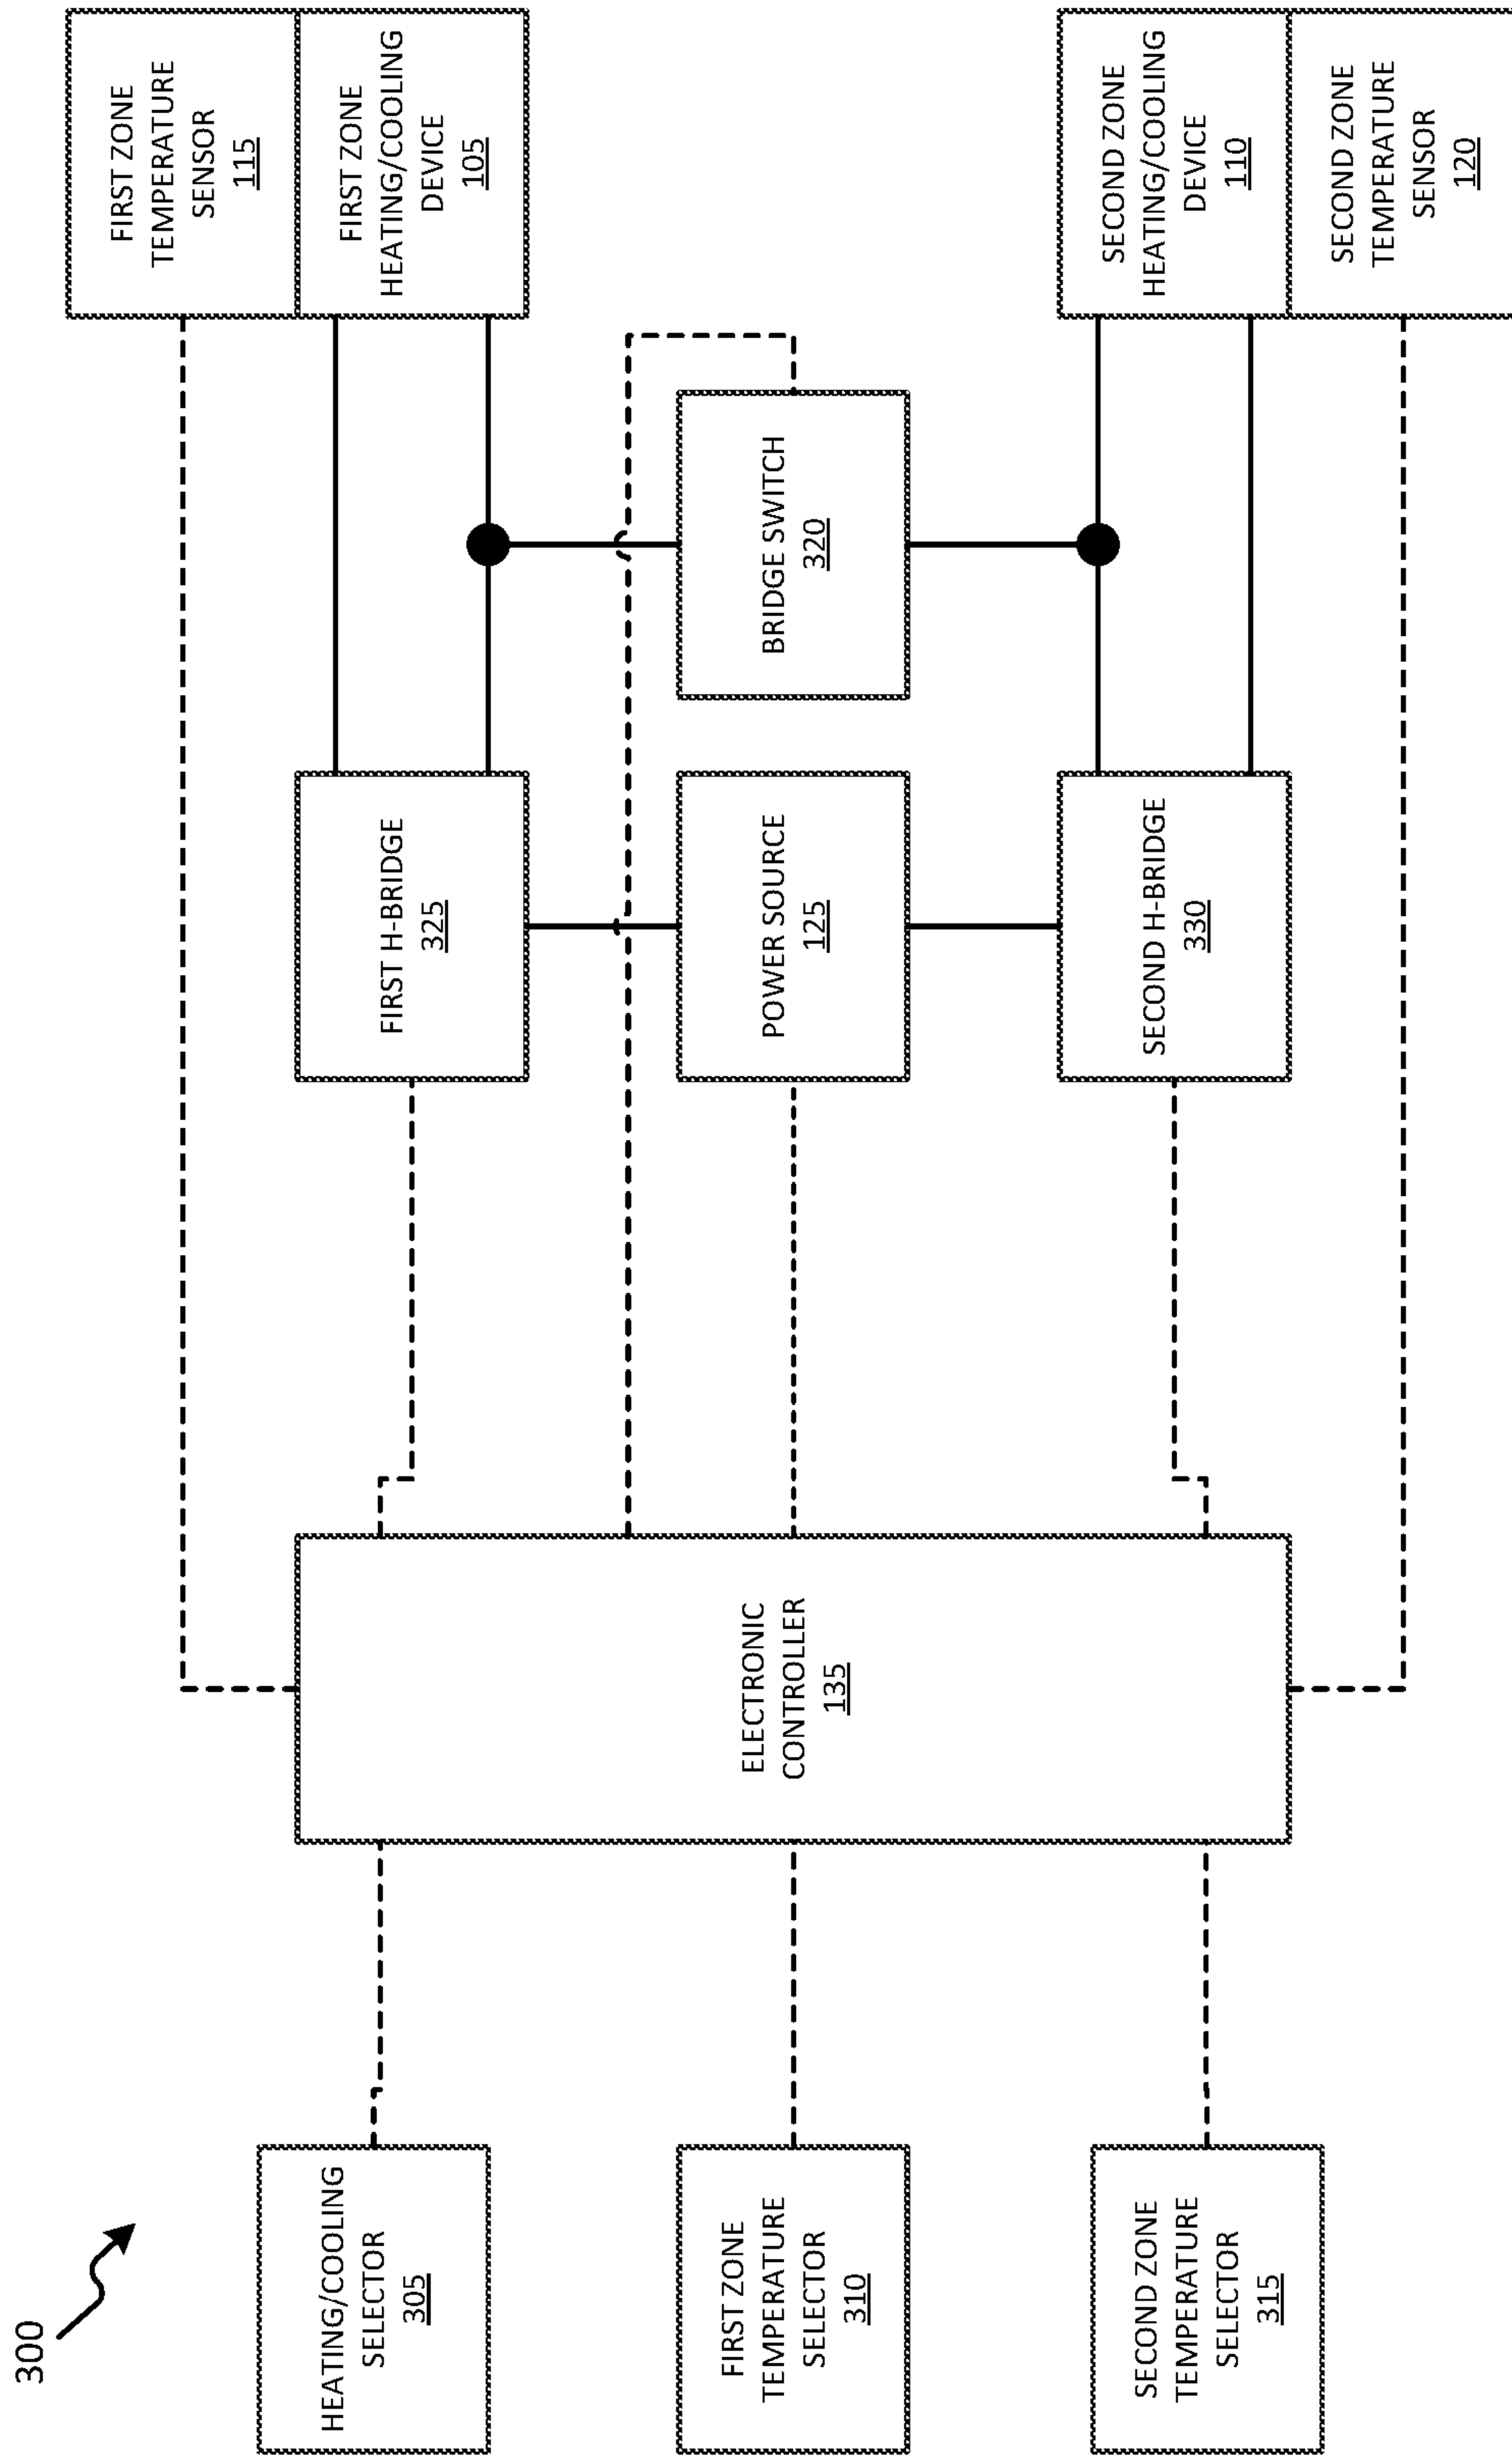 300
HEATING/COOLING
SELECTOR
305
FIRST ZONE
TEMPERATURE
SELECTOR
310
SECOND ZONE
TEMPERATURE
SELECTOR
315
ELECTRONIC
CONTROLLER
135
FIRST H-BRIDGE
325
POWER SOURCE
125
SECOND H-BRIDGE
330
BRIDGE SWITCH
320
FIRST ZONE
TEMPERATURE
SENSOR
115
FIRST ZONE
HEATING/COOLING
DEVICE
105
SECOND ZONE
HEATING/COOLING
DEVICE
110
SECOND ZONE
TEMPERATURE
SENSOR
120